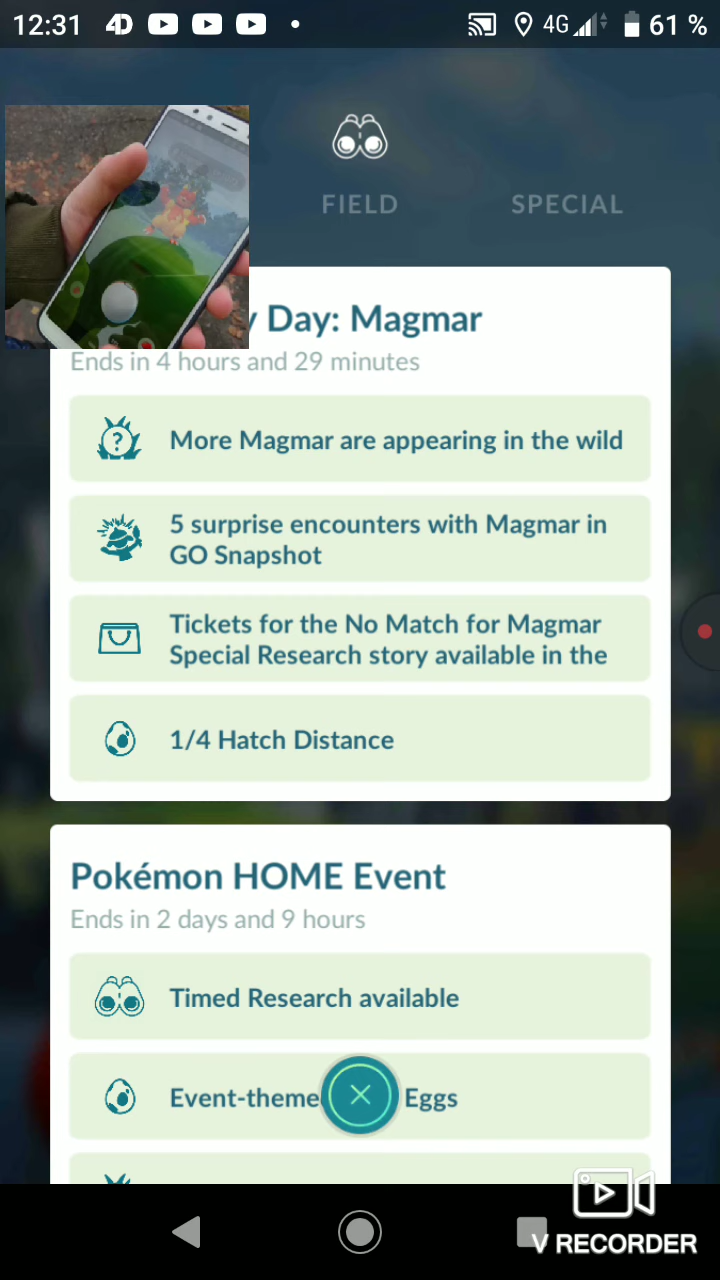 12:31
4G
61 %
FIELD
SPECIAL
Day: Magmar
Ends in 4 hours and 29 minutes
More Magmar are appearing in the wild
5 surprise encounters with Magmar in
GO Snapshot
Tickets for the No Match for Magmar
Special Research story available in the
1/4 Hatch Distance
Pokémon HOME Event
Ends in 2 days and 9 hours
Timed Research available
Event-theme Eggs
V RECORDER